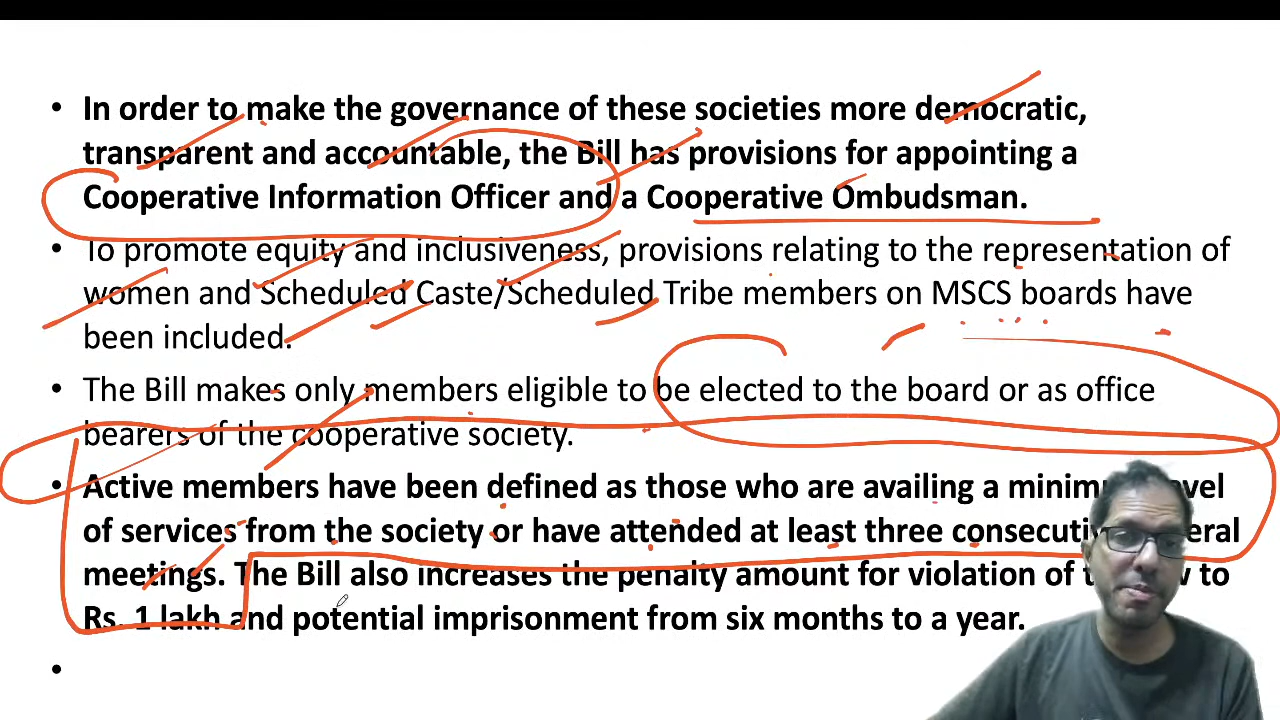 • In order to make the governance of these societies more democratic,
transparent and accountable, the Bill has provisions for appointing a
Cooperative Information Officer and a Cooperative Ombudsman.
• To promote equity and inclusiveness, provisions relating to the representation of
women and Scheduled Caste/Scheduled Tribe members on MSCS boards have
been included.
• The Bill makes only members eligible to be elected to the board or as office
bearers of the cooperative society.
• Active members have been defined as those who are availing a
of services from the society or have attended at least three
meetings. The Bill also increases the penalty amount for violation of to
Rs. 1 lakh and potential imprisonment from six months to a year.
•